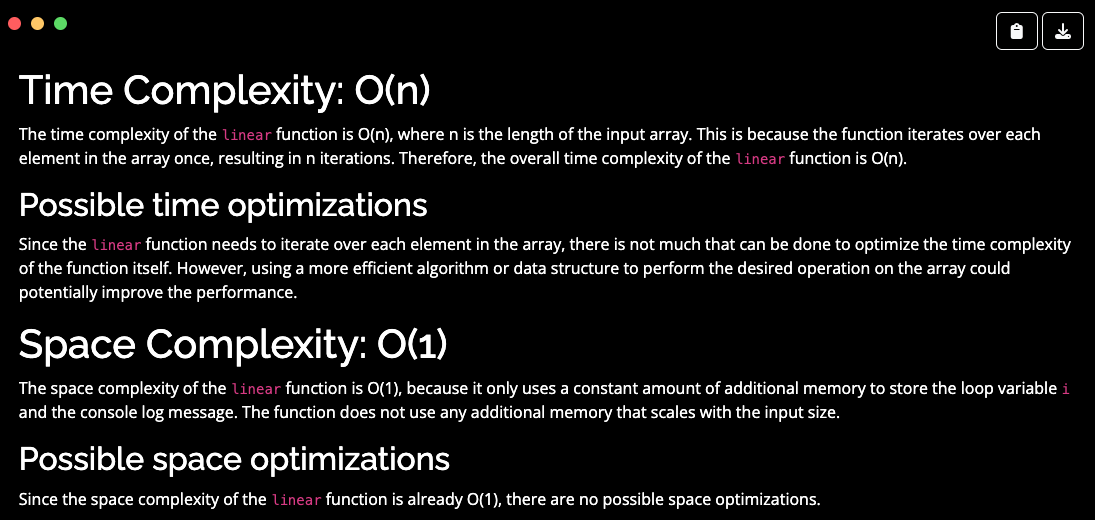 Time Complexity: O(n)
The time complexity of the linear function is O(n), where n is the length of the input array. This is because the function iterates over each
element in the array once, resulting in n iterations. Therefore, the overall time complexity of the linear function is O(n).
Possible time optimizations
Since the linear function needs to iterate over each element in the array, there is not much that can be done to optimize the time complexity
of the function itself. However, using a more efficient algorithm or data structure to perform the desired operation on the array could
potentially improve the performance.
Space Complexity: O(1)
The space complexity of the linear function is O(1), because it only uses a constant amount of additional memory to store the loop variable i
and the console log message. The function does not use any additional memory that scales with the input size.
Possible space optimizations
Since the space complexity of the linear function is already O(1), there are no possible space optimizations.